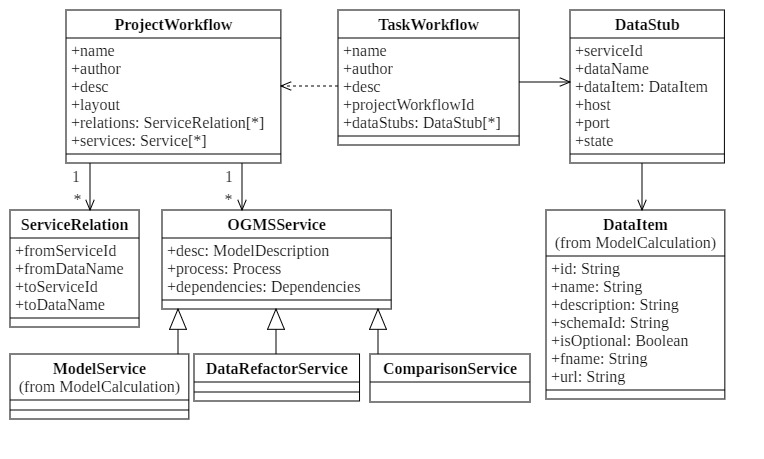 ProjectWorkflow
+name
+author
+desc
+layout
+relations: ServiceRelation[*]
+services: Service[*]
TaskWorkflow
+name
+author
+desc
+projectWorkflowId
+dataStubs: DataStub[*]
DataStub
+serviceId
+dataName
+dataItem: DataItem
+host
+port
+state
1
*
1
*
ServiceRelation
+fromServiceId
+fromDataName
+toServiceId
+toDataName
OGMSService
+desc: ModelDescription
+process: Process
+dependencies: Dependencies
DataItem
(from ModelCalculation)
+id: String
+name: String
+description: String
+schemaId: String
+isOptional: Boolean
+fname: String
+url: String
ModelService
(from ModelCalculation)
DataRefactorService
ComparisonService